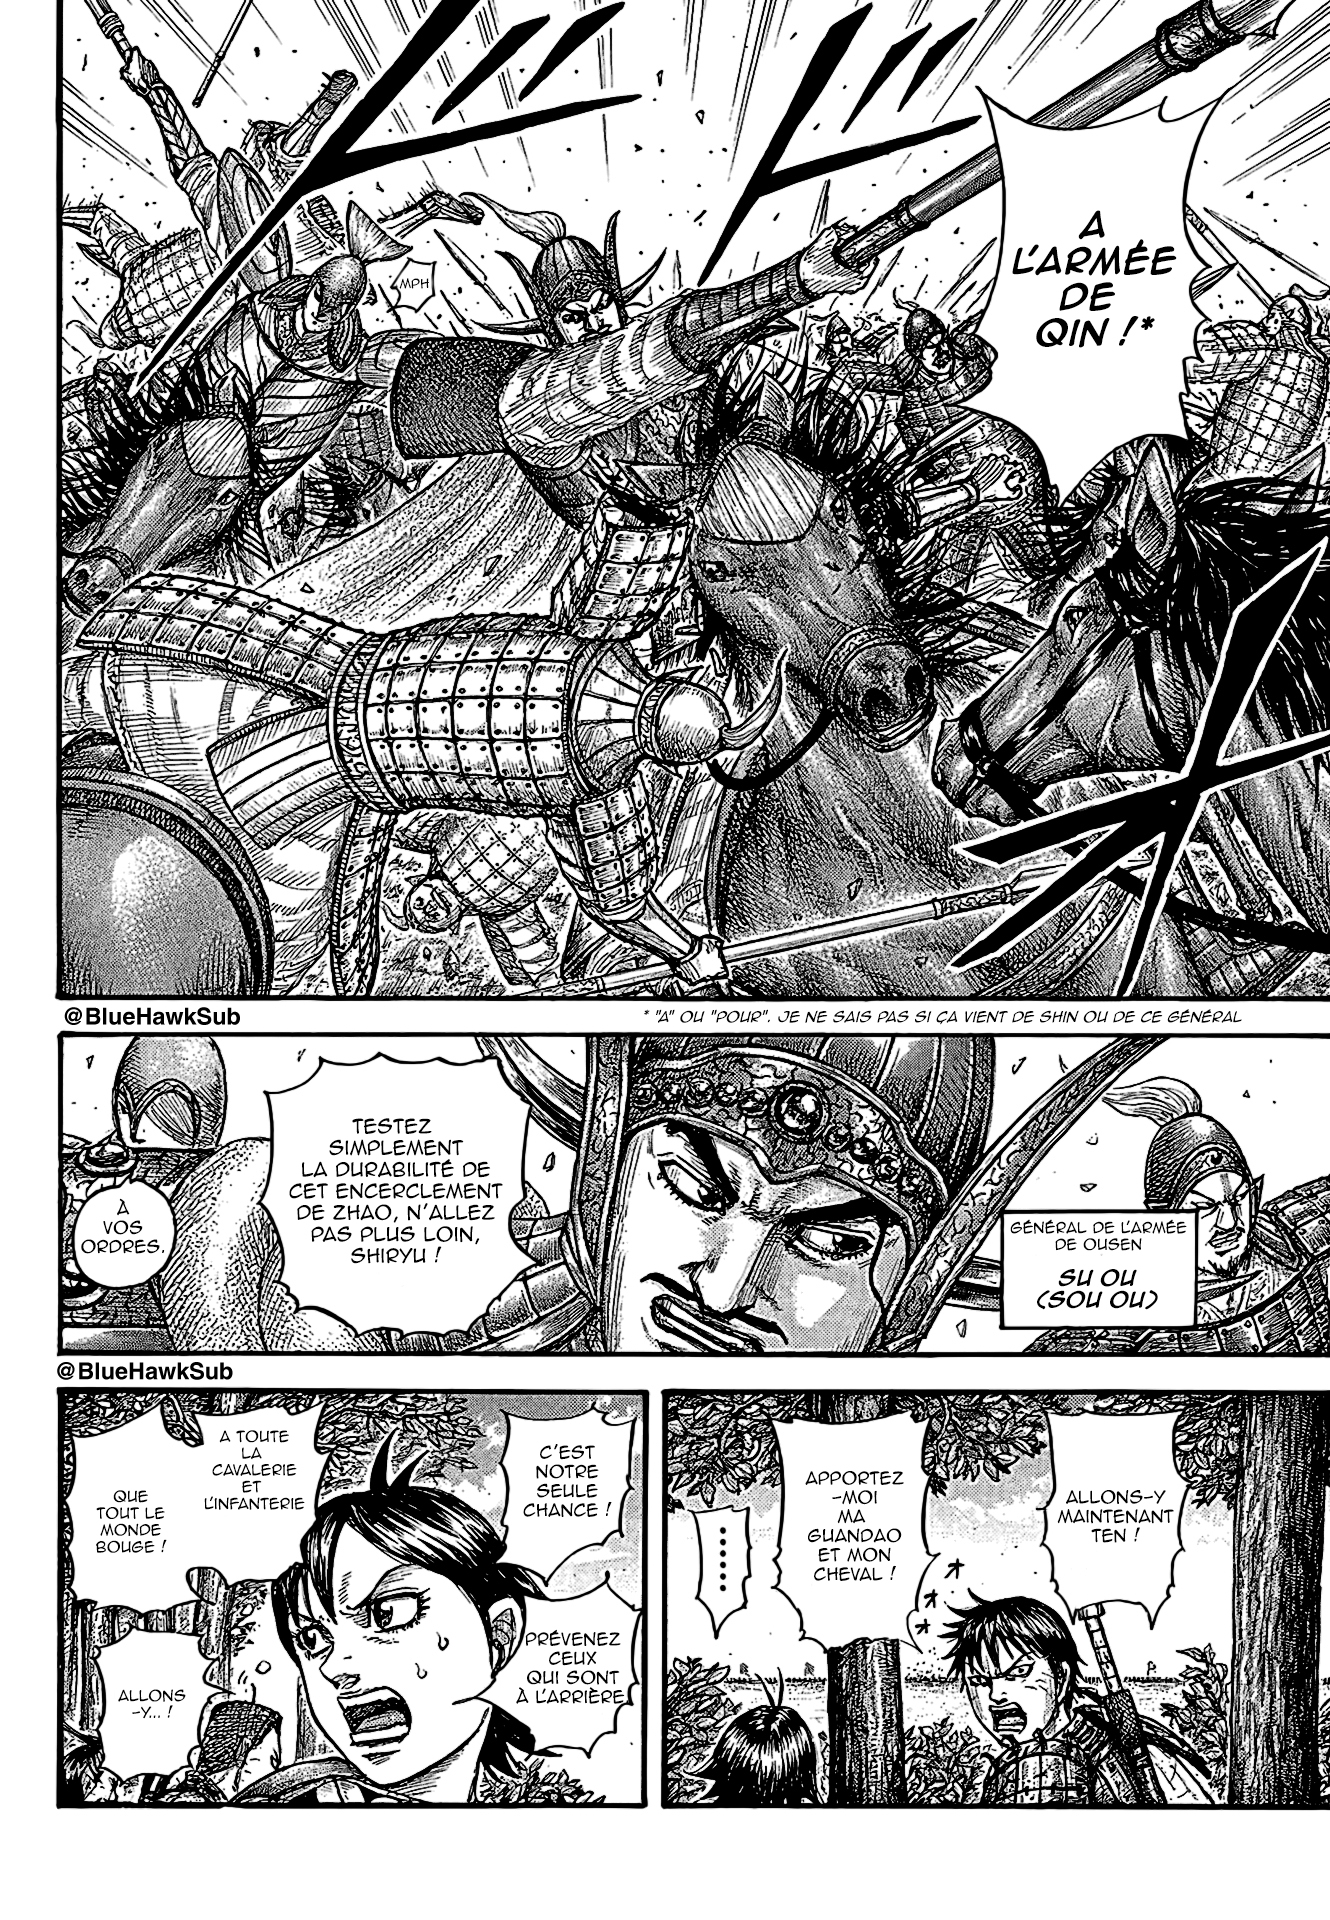 A
L'ARMÉE
DE
QIN !*
MPH
ドドド
@BlueHawkSub
* "A" OU "POUR". JE NE SAIS PAS SI ÇA VIENT DE SHIN OU DE CE GÉNÉRAL
GÉNÉRAL DE L'ARMÉE
DE OUSEN
SU OU
(SOU OU)
TESTEZ
SIMPLEMENT
LA DURABILITÉ DE
CET ENCERCLEMENT
DE ZHAO, N'ALLEZ
PAS PLUS LOIN,
SHIRYU !
À
VOS
ORDRES.
@BlueHawkSub
ALLONS-Y
MAINTENANT
TEN !
APPORTEZ
-MOI
MA
GUANDAO
ET MON
CHEVAL !
......
C'EST
NOTRE
SEULE
CHANCE !
PRÉVENEZ
CEUX
QUI SONT
À L'ARRIÈRE
A TOUTE
LA
CAVALERIE
ET
L'INFANTERIE
QUE
TOUT LE
MONDE
BOUGE !
ALLONS
-Y... !